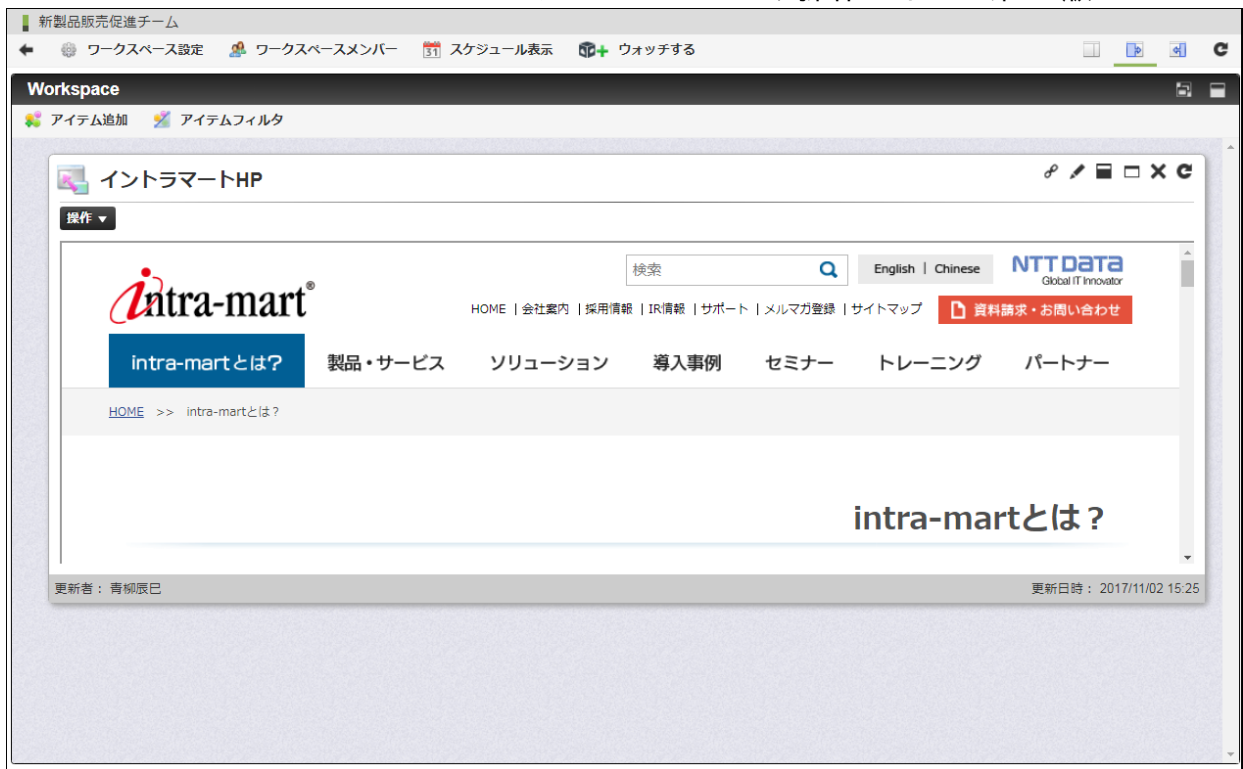 新製品販売促進チーム
ワークスペース設定 ワークスペースメンバー 31 スケジュール表示 ウォッチする
Workspace
アイテム追加 アイテムフィルタ
イントラマートHP
操作 ▼
intra-mart®
検索
English | Chinese
NTT DATA
Global IT Innovator
HOME | 会社案内 | 採用情報 | IR情報 | サポート | メルマガ登録 | サイトマップ
資料請求・お問い合わせ
intra-martとは? 製品・サービス ソリューション 導入事例 セミナー トレーニング パートナー
HOME >> intra-martとは?
intra-martとは?
更新者: 青柳辰巳 更新日時: 2017/11/02 15:25